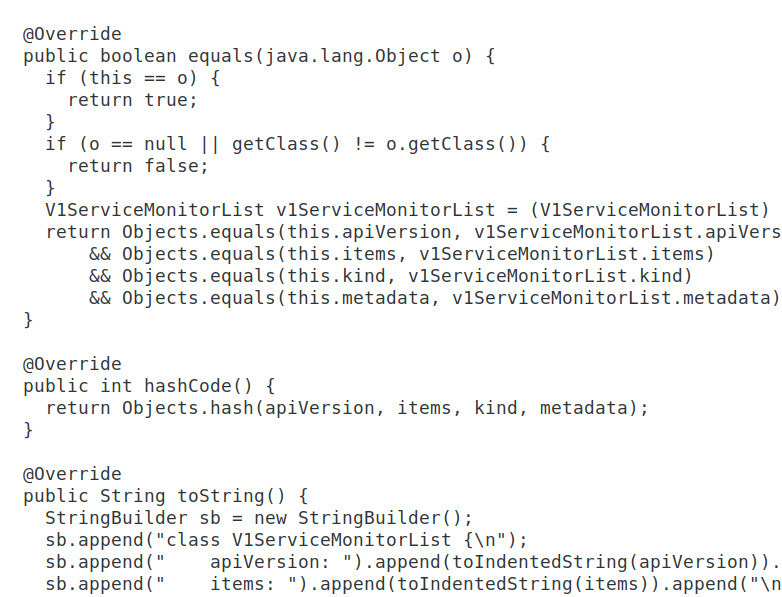 @Override
public boolean equals(java.lang.Object o) {
  if (this == o) {
    return true;
  }
  if (o == null || getClass() != o.getClass()) {
    return false;
  }
  V1ServiceMonitorList v1ServiceMonitorList = (V1ServiceMonitorList)
  return Objects.equals(this.apiVersion, v1ServiceMonitorList.apiVers
      && Objects.equals(this.items, v1ServiceMonitorList.items)
      && Objects.equals(this.kind, v1ServiceMonitorList.kind)
      && Objects.equals(this.metadata, v1ServiceMonitorList.metadata)
}

@Override
public int hashCode() {
  return Objects.hash(apiVersion, items, kind, metadata);
}

@Override
public String toString() {
  StringBuilder sb = new StringBuilder();
  sb.append("class V1ServiceMonitorList {\n");
  sb.append("    apiVersion: ").append(toIndentedString(apiVersion)).
  sb.append("    items: ").append(toIndentedString(items)).append("\n